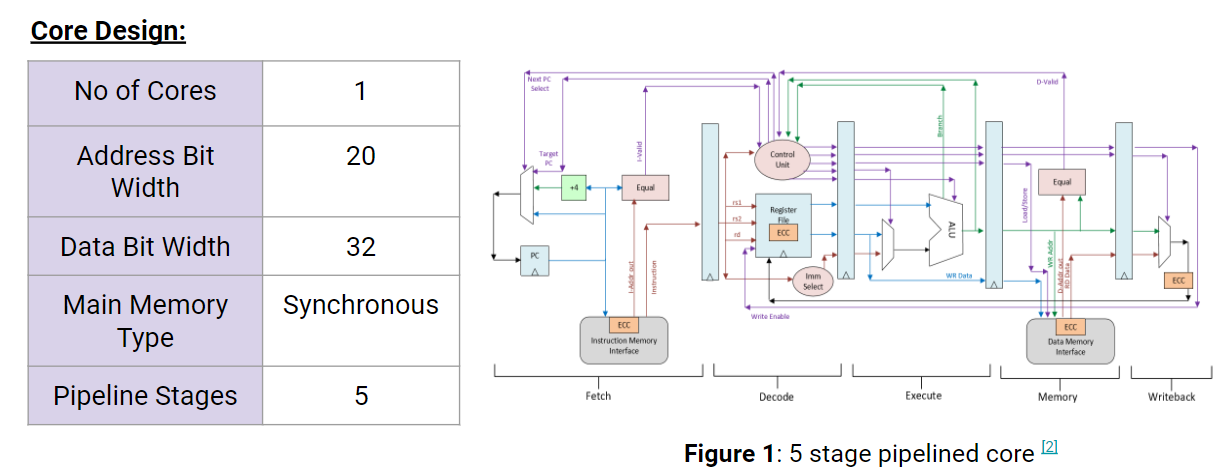 Core Design:
No of Cores
1
Address Bit
Width
20
Data Bit Width
32
Main Memory
Type
Synchronous
Pipeline Stages
5
Next PC
Select
Target
PC
+4
I-Valid
Equal
PC
I-Addr out
Instruction
ECC
Instruction Memory
Interface
Control
Unit
rs1
rs2
rd
Register
File
ECC
Imm
Select
Write Enable
Branch
ALU
WR Data
D-Valid
Equal
Load/Store
WR Addr
D-Addr out
RD Data
ECC
Data Memory
Interface
ECC
Fetch
Decode
Execute
Memory
Writeback
Figure 1: 5 stage pipelined core [2]